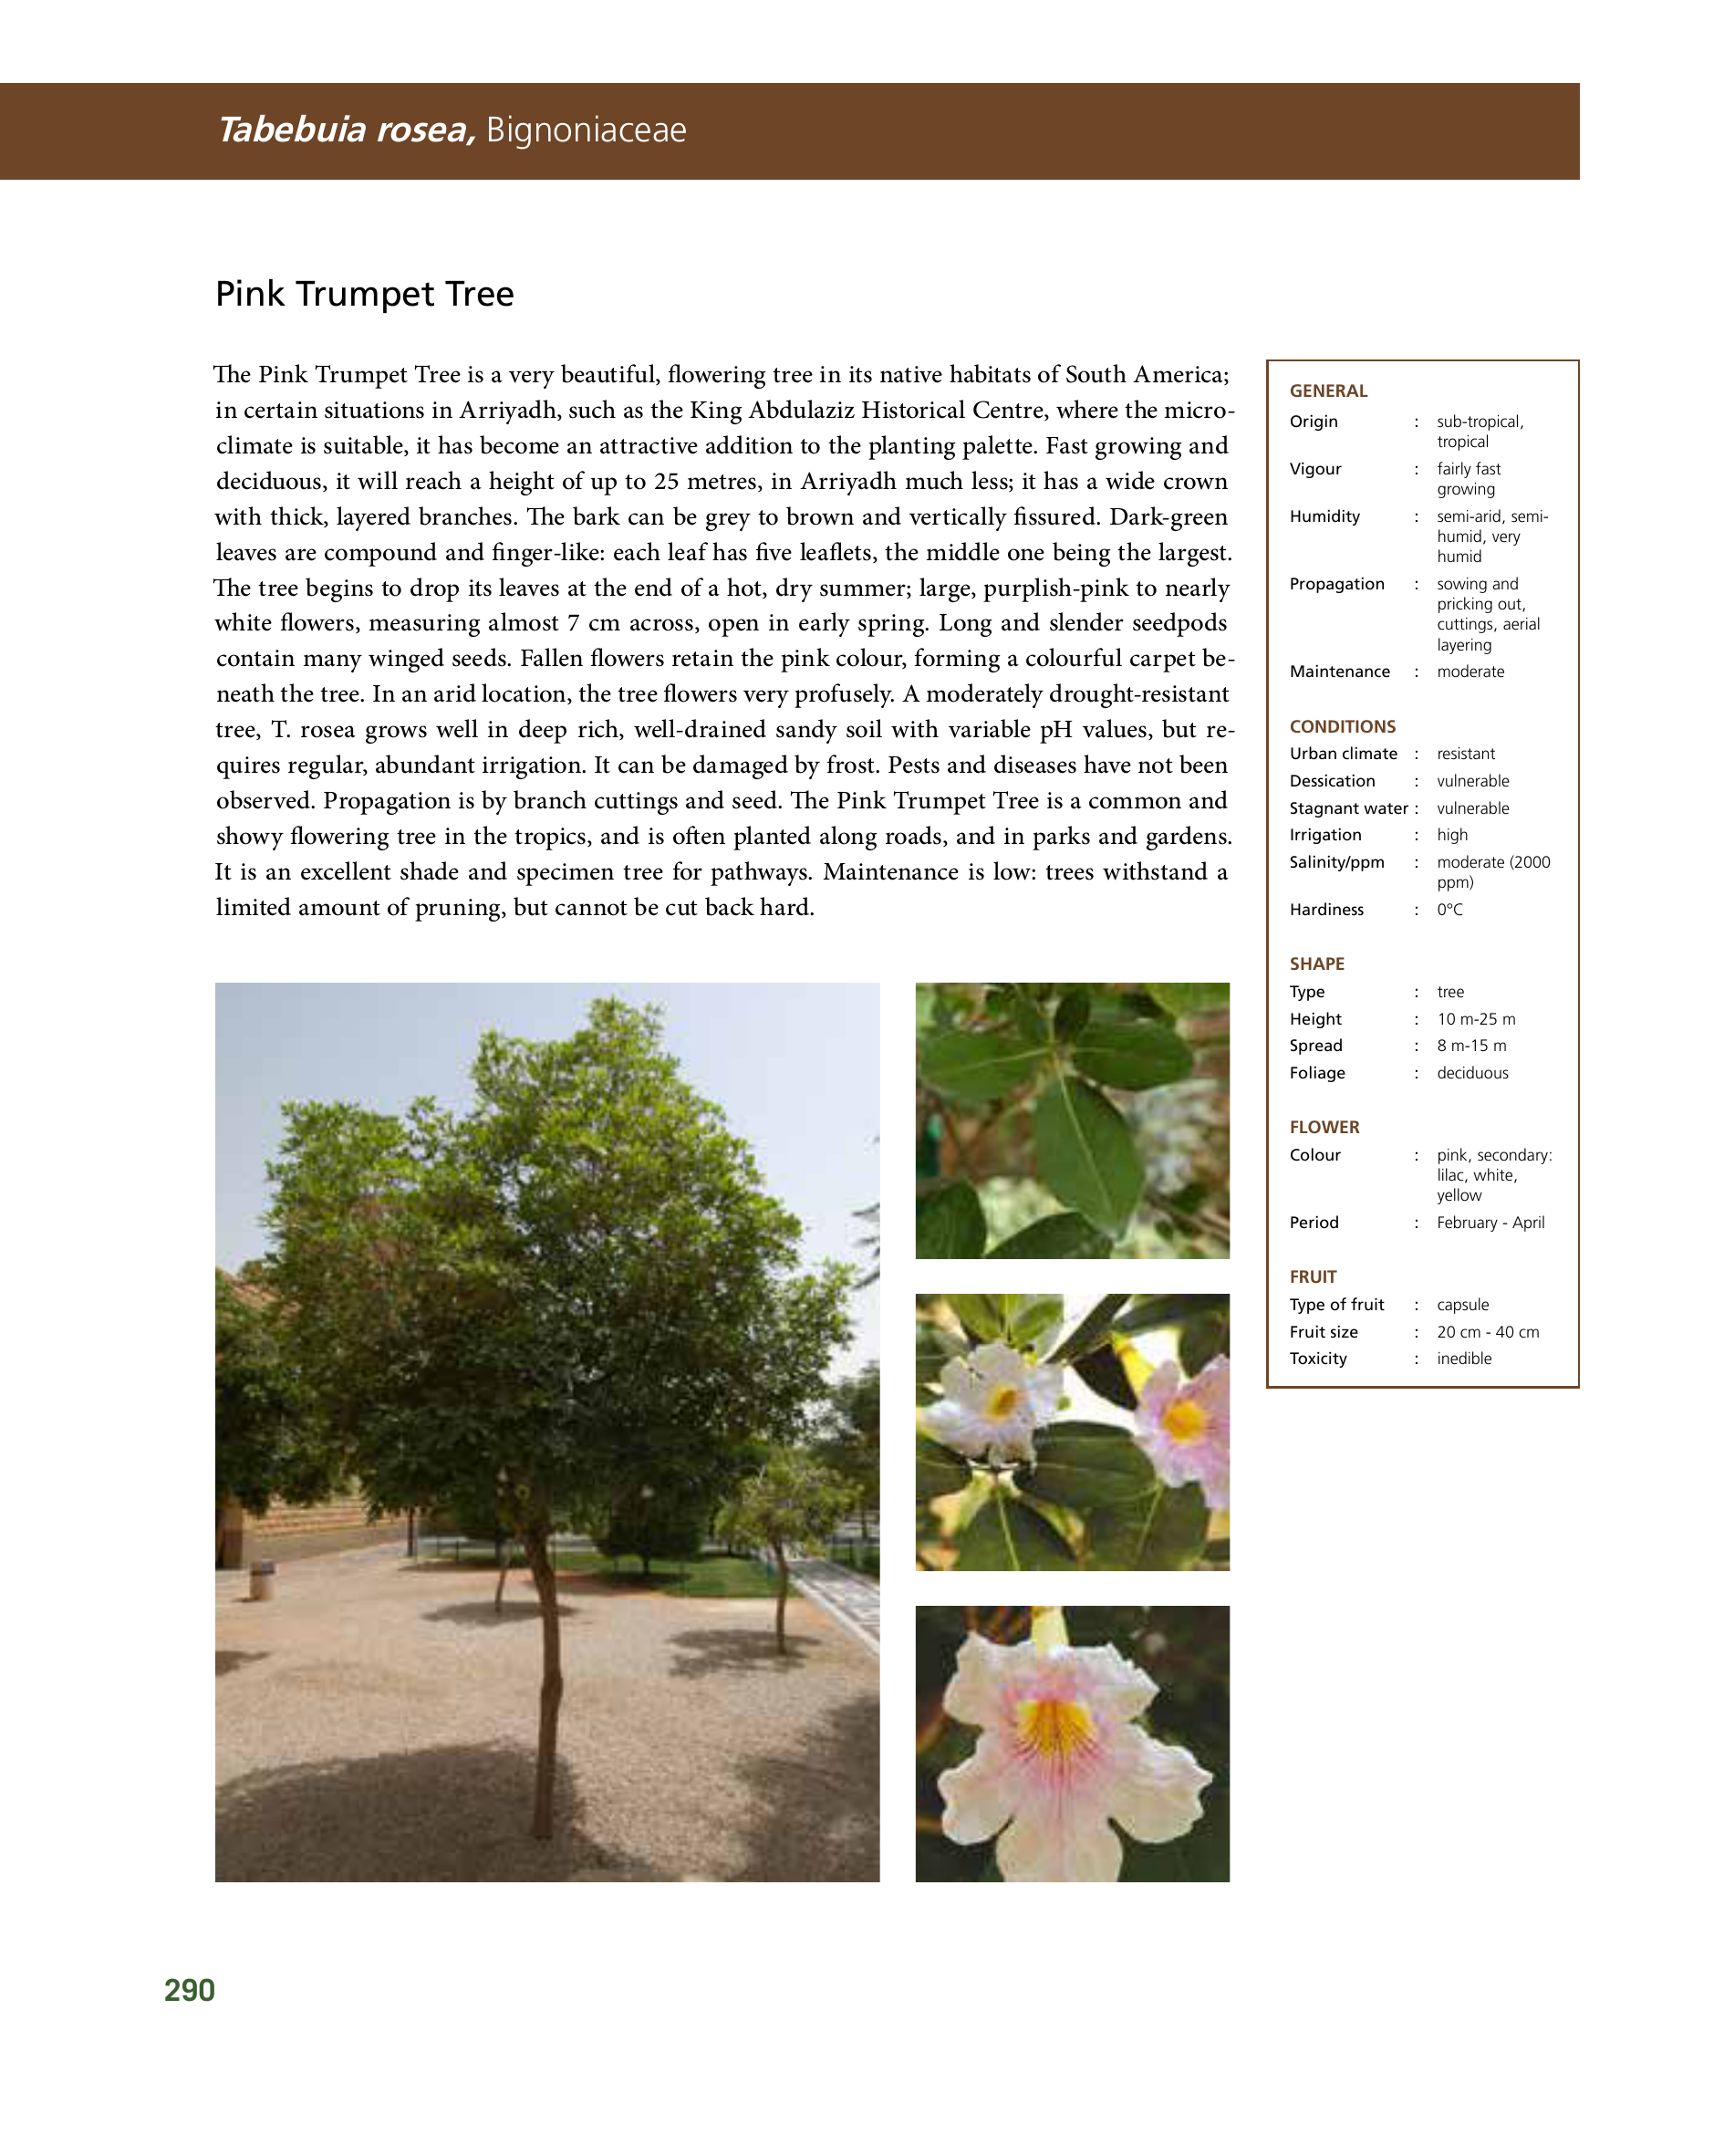 Tabebuia rosea, Bignoniaceae
Pink Trumpet Tree
The Pink Trumpet Tree is a very beautiful, flowering tree in its native habitats of South America;
in certain situations in Arriyadh, such as the King Abdulaziz Historical Centre, where the micro-
climate is suitable, it has become an attractive addition to the planting palette. Fast growing and
deciduous, it will reach a height of up to 25 metres, in Arriyadh much less; it has a wide crown
with thick, layered branches. The bark can be grey to brown and vertically fissured. Dark-green
leaves are compound and finger-like: each leaf has five leaflets, the middle one being the largest.
The tree begins to drop its leaves at the end of a hot, dry summer; large, purplish-pink to nearly
white flowers, measuring almost 7 cm across, open in early spring. Long and slender seedpods
contain many winged seeds. Fallen flowers retain the pink colour, forming a colourful carpet be-
neath the tree. In an arid location, the tree flowers very profusely. A moderately drought-resistant
tree, T. rosea grows well in deep rich, well-drained sandy soil with variable pH values, but re-
quires regular, abundant irrigation. It can be damaged by frost. Pests and diseases have not been
observed. Propagation is by branch cuttings and seed. The Pink Trumpet Tree is a common and
showy flowering tree in the tropics, and is often planted along roads, and in parks and gardens.
It is an excellent shade and specimen tree for pathways. Maintenance is low: trees withstand a
limited amount of pruning, but cannot be cut back hard.
GENERAL
Origin : sub-tropical,
tropical
Vigour : fairly fast
growing
Humidity : semi-arid, semi-
humid, very
humid
Propagation : sowing and
pricking out,
cuttings, aerial
layering
Maintenance : moderate
CONDITIONS
Urban climate : resistant
Dessication : vulnerable
Stagnant water : vulnerable
Irrigation : high
Salinity/ppm : moderate (2000
ppm)
Hardiness : 0°C
SHAPE
Type : tree
Height : 10 m-25 m
Spread : 8 m-15 m
Foliage : deciduous
FLOWER
Colour : pink, secondary:
lilac, white,
yellow
Period : February - April
FRUIT
Type of fruit : capsule
Fruit size : 20 cm - 40 cm
Toxicity : inedible
290